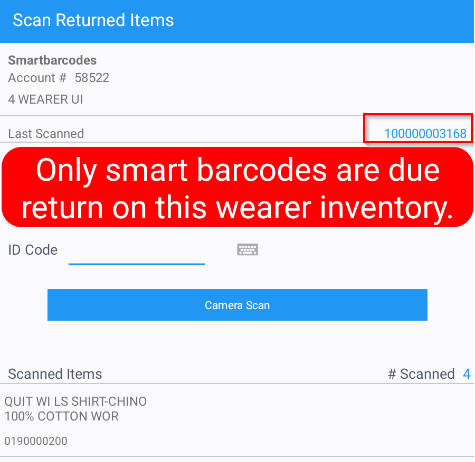 Scan Returned Items
Smartbarcodes
Account # 58522
4 WEARER UI
Last Scanned 100000003168
Only smart barcodes are due
return on this wearer inventory.
ID Code
Camera Scan
Scanned Items # Scanned 4
QUIT WI LS SHIRT-CHINO
100% COTTON WOR
0190000200